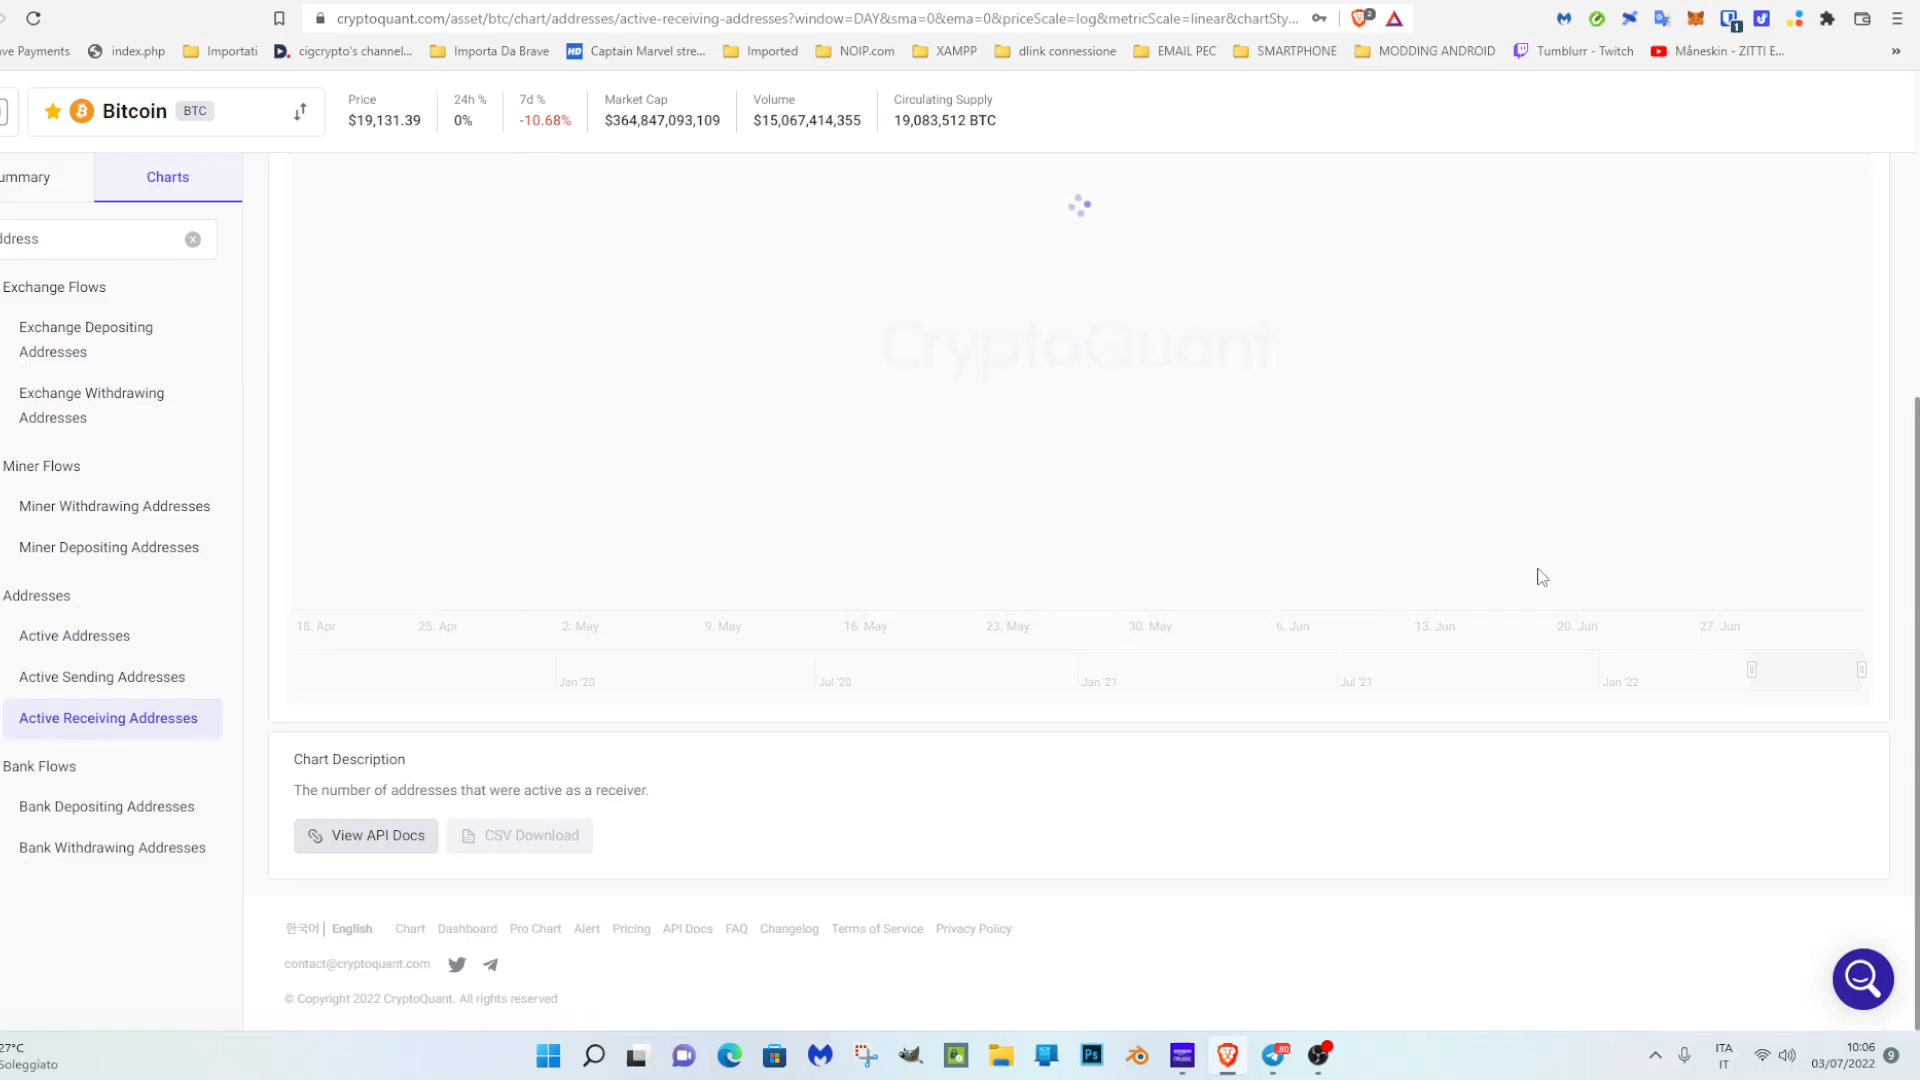 cryptoquant.com/asset/btc/chart/addresses/active-receiving-addresses?window=DAY&sma=0&ema=0&priceScale=log&metricScale=linear&chartSty...
2
1
ve Payments index.php Importati cigcrypto's channel... Importa Da Brave HD Captain Marvel stre... Imported NOIP.com XAMPP dlink connessione EMAIL PEC SMARTPHONE MODDING ANDROID Tumblurr - Twitch Måneskin - ZITTI E... »
Bitcoin BTC
Price 24h % 7d % Market Cap Volume Circulating Supply
$19,131.39 0% -10.68% $364,847,093,109 $15,067,414,355 19,083,512 BTC
ummary Charts
ddress
Exchange Flows
Exchange Depositing
Addresses
Exchange Withdrawing
Addresses
Miner Flows
Miner Withdrawing Addresses
Miner Depositing Addresses
Addresses
Active Addresses
Active Sending Addresses
Active Receiving Addresses
Bank Flows
Bank Depositing Addresses
Bank Withdrawing Addresses
CryptoQuant
18. Apr 25. Apr 2. May 9. May 16. May 23. May 30. May 6. Jun 13. Jun 20. Jun 27. Jun
Jan '20 Jul '20 Jan '21 Jul '21 Jan '22
Chart Description
The number of addresses that were active as a receiver.
View API Docs CSV Download
한국어 | English Chart Dashboard Pro Chart Alert Pricing API Docs FAQ Changelog Terms of Service Privacy Policy
contact@cryptoquant.com
© Copyright 2022 CryptoQuant. All rights reserved
27°C
Soleggiato
Ps
amazon music
80
ITA
IT
10:06
03/07/2022
9